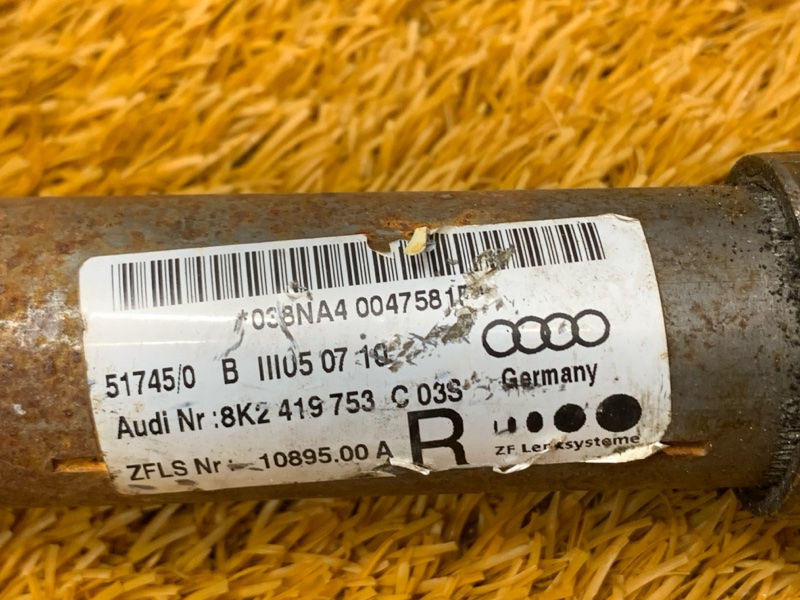 *038NA4 0047581
51745/0 B III05 07 10
Germany
Audi Nr :8K2 419 753 C 03S
R
ZF Lenksysteme
ZFLS Nr : 10895.00 A